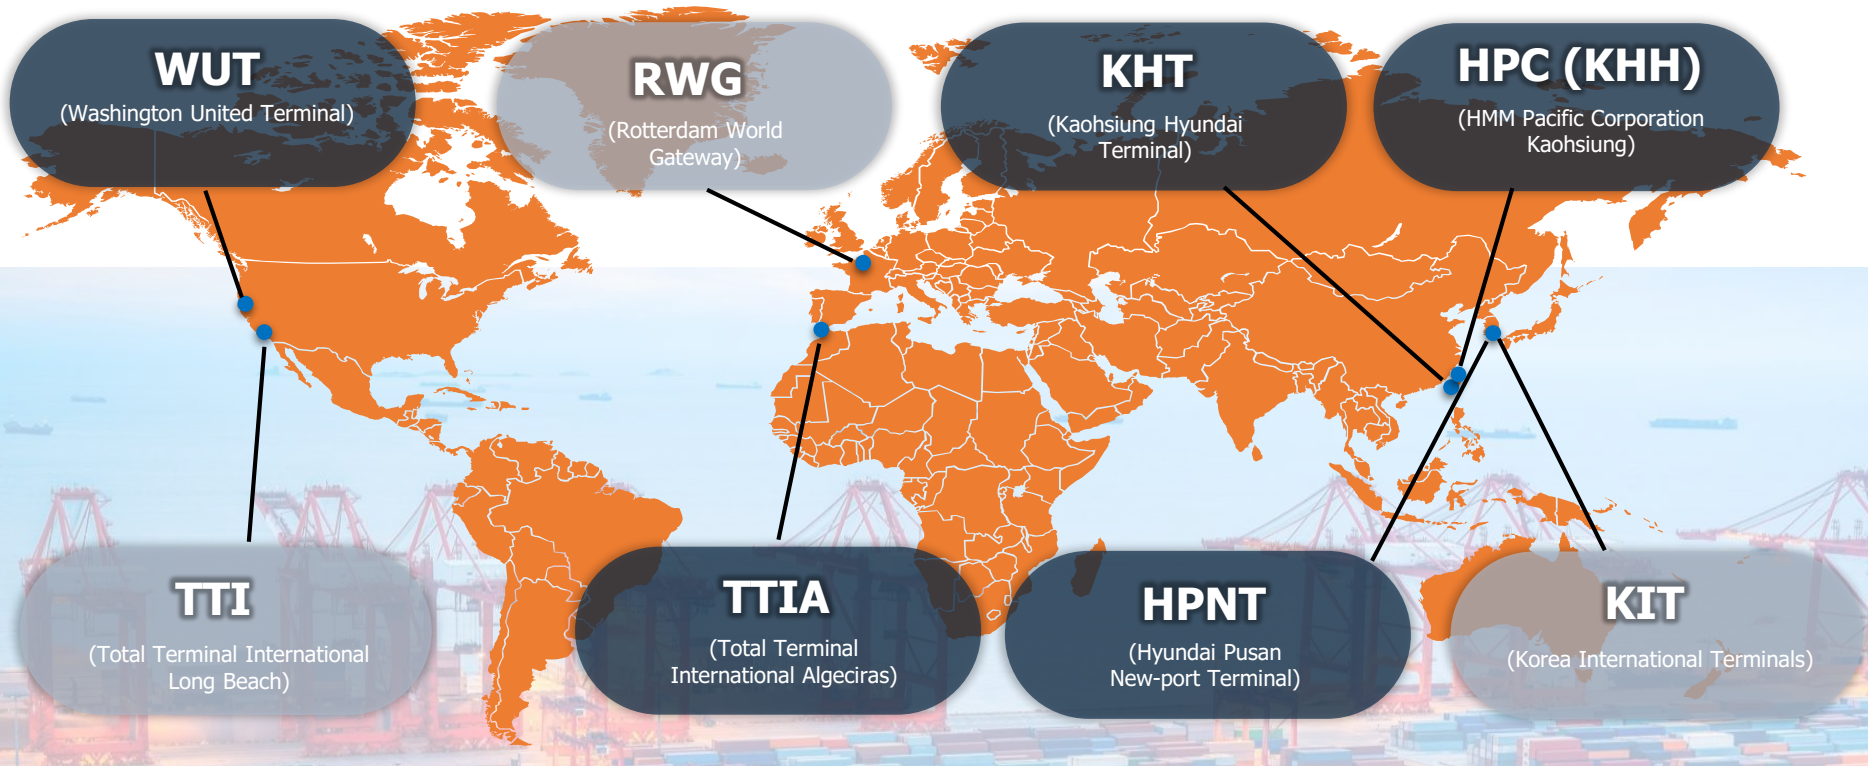 WUT
(Washington United Terminal)
RWG
(Rotterdam World
Gateway)
KHT
(Kaohsiung Hyundai
Terminal)
HPC (KHH)
(HMM Pacific Corporation
Kaohsiung)
TTI
(Total Terminal International
Long Beach)
TTIA
(Total Terminal
International Algeciras)
HPNT
(Hyundai Pusan
New-port Terminal)
KIT
(Korea International Terminals)